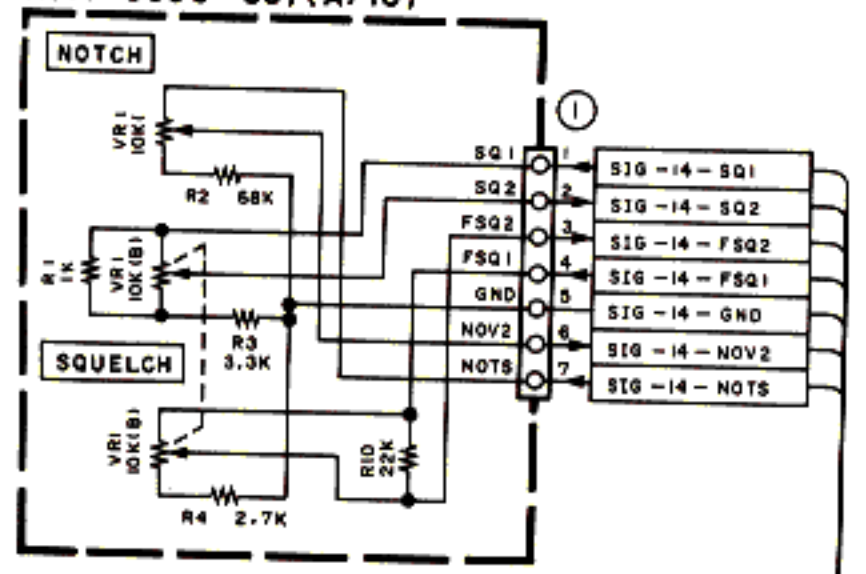 NOTCH
VR1
10K1
R2 68K
R1
1K
VR1
10K(B)
R3
3.3K
SQUELCH
VR1
10K(B)
R4 2.7K
R10
22K
1
SQ1 1 SIG-14-SQ1
SQ2 2 SIG-14-SQ2
FSQ2 3 SIG-14-FSQ2
FSQ1 4 SIG-14-FSQ1
GND 5 SIG-14-GND
NOV2 6 SIG-14-NOV2
NOTS 7 SIG-14-NOTS